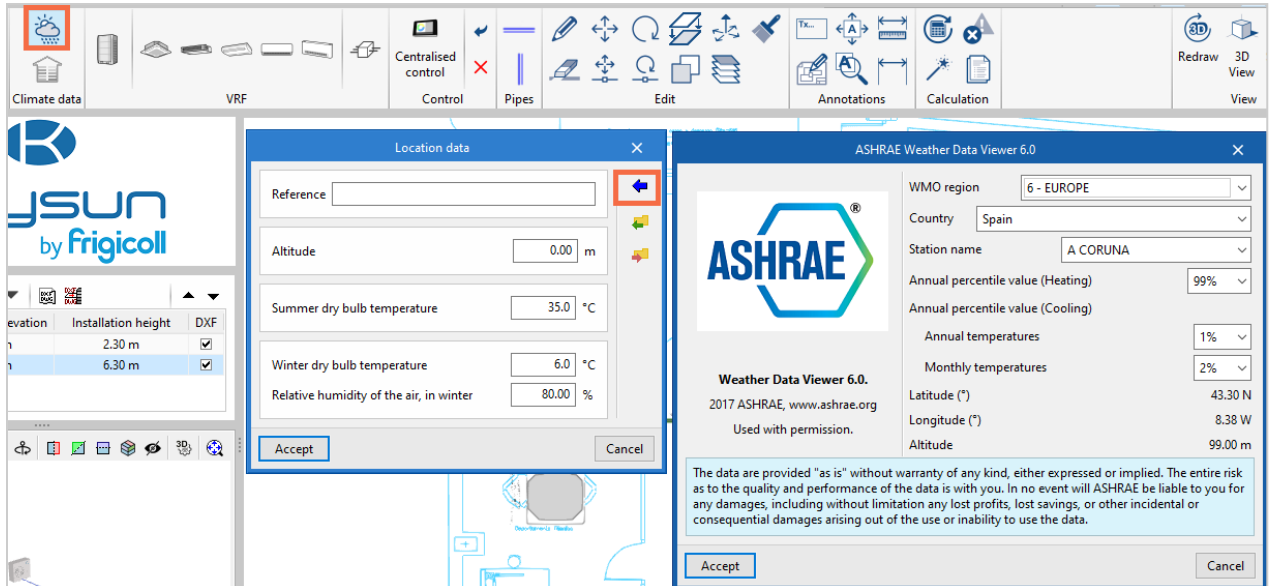 Climate data
VRF
Centralised
control
Control
Pipes
Edit
Tx...
A
A
Annotations
Calculation
3D
Redraw
3D
View
View
K
ysun
by Frigicoll
DXF
DWG
DXF
DWG
evation Installation height DXF
2.30 m
6.30 m
3D
Location data
Reference
Altitude 0.00 m
Summer dry bulb temperature 35.0 °C
Winter dry bulb temperature 6.0 °C
Relative humidity of the air, in winter 80.00 %
Accept Cancel
ASHRAE Weather Data Viewer 6.0
ASHRAE®
Weather Data Viewer 6.0.
2017 ASHRAE, www.ashrae.org
Used with permission.
WMO region 6 - EUROPE
Country Spain
Station name A CORUNA
Annual percentile value (Heating) 99%
Annual percentile value (Cooling)
Annual temperatures 1%
Monthly temperatures 2%
Latitude (°) 43.30 N
Longitude (°) 8.38 W
Altitude 99.00 m
The data are provided "as is" without warranty of any kind, either expressed or implied. The entire risk
as to the quality and performance of the data is with you. In no event will ASHRAE be liable to you for
any damages, including without limitation any lost profits, lost savings, or other incidental or
consequential damages arising out of the use or inability to use the data.
Accept Cancel